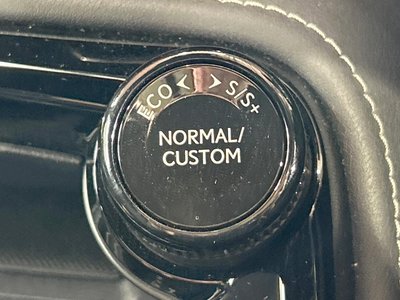 ECO < > S/S+
NORMAL/
CUSTOM